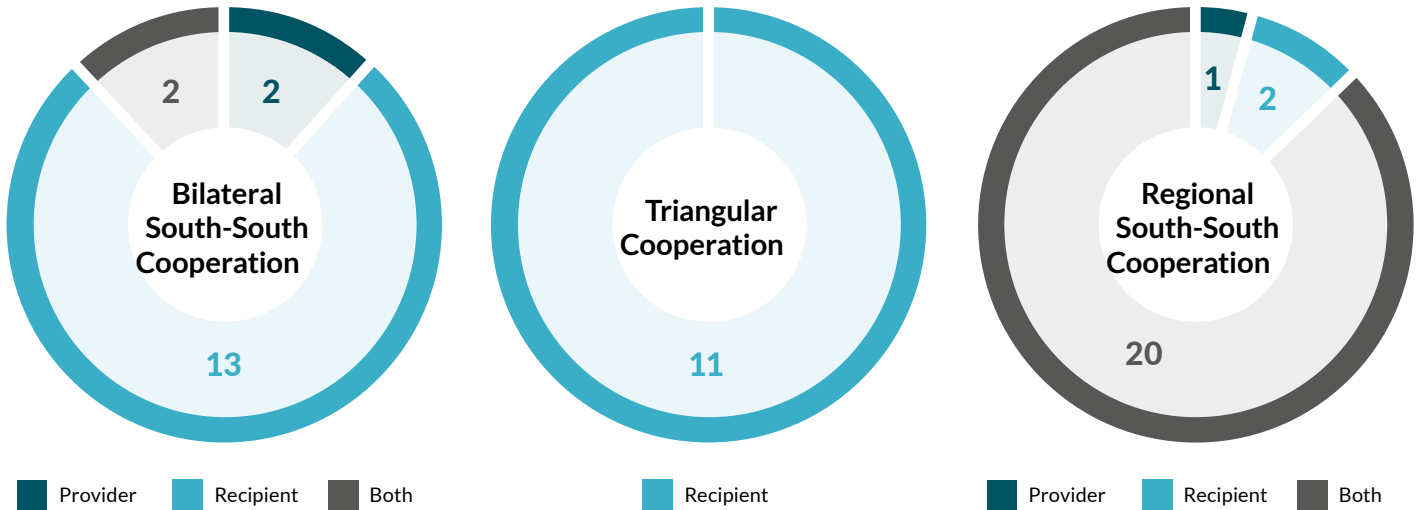 2
2
Bilateral
South-South
Cooperation
13
Provider
Recipient
Both
Triangular
Cooperation
11
Recipient
1
2
Regional
South-South
Cooperation
20
Provider
Recipient
Both